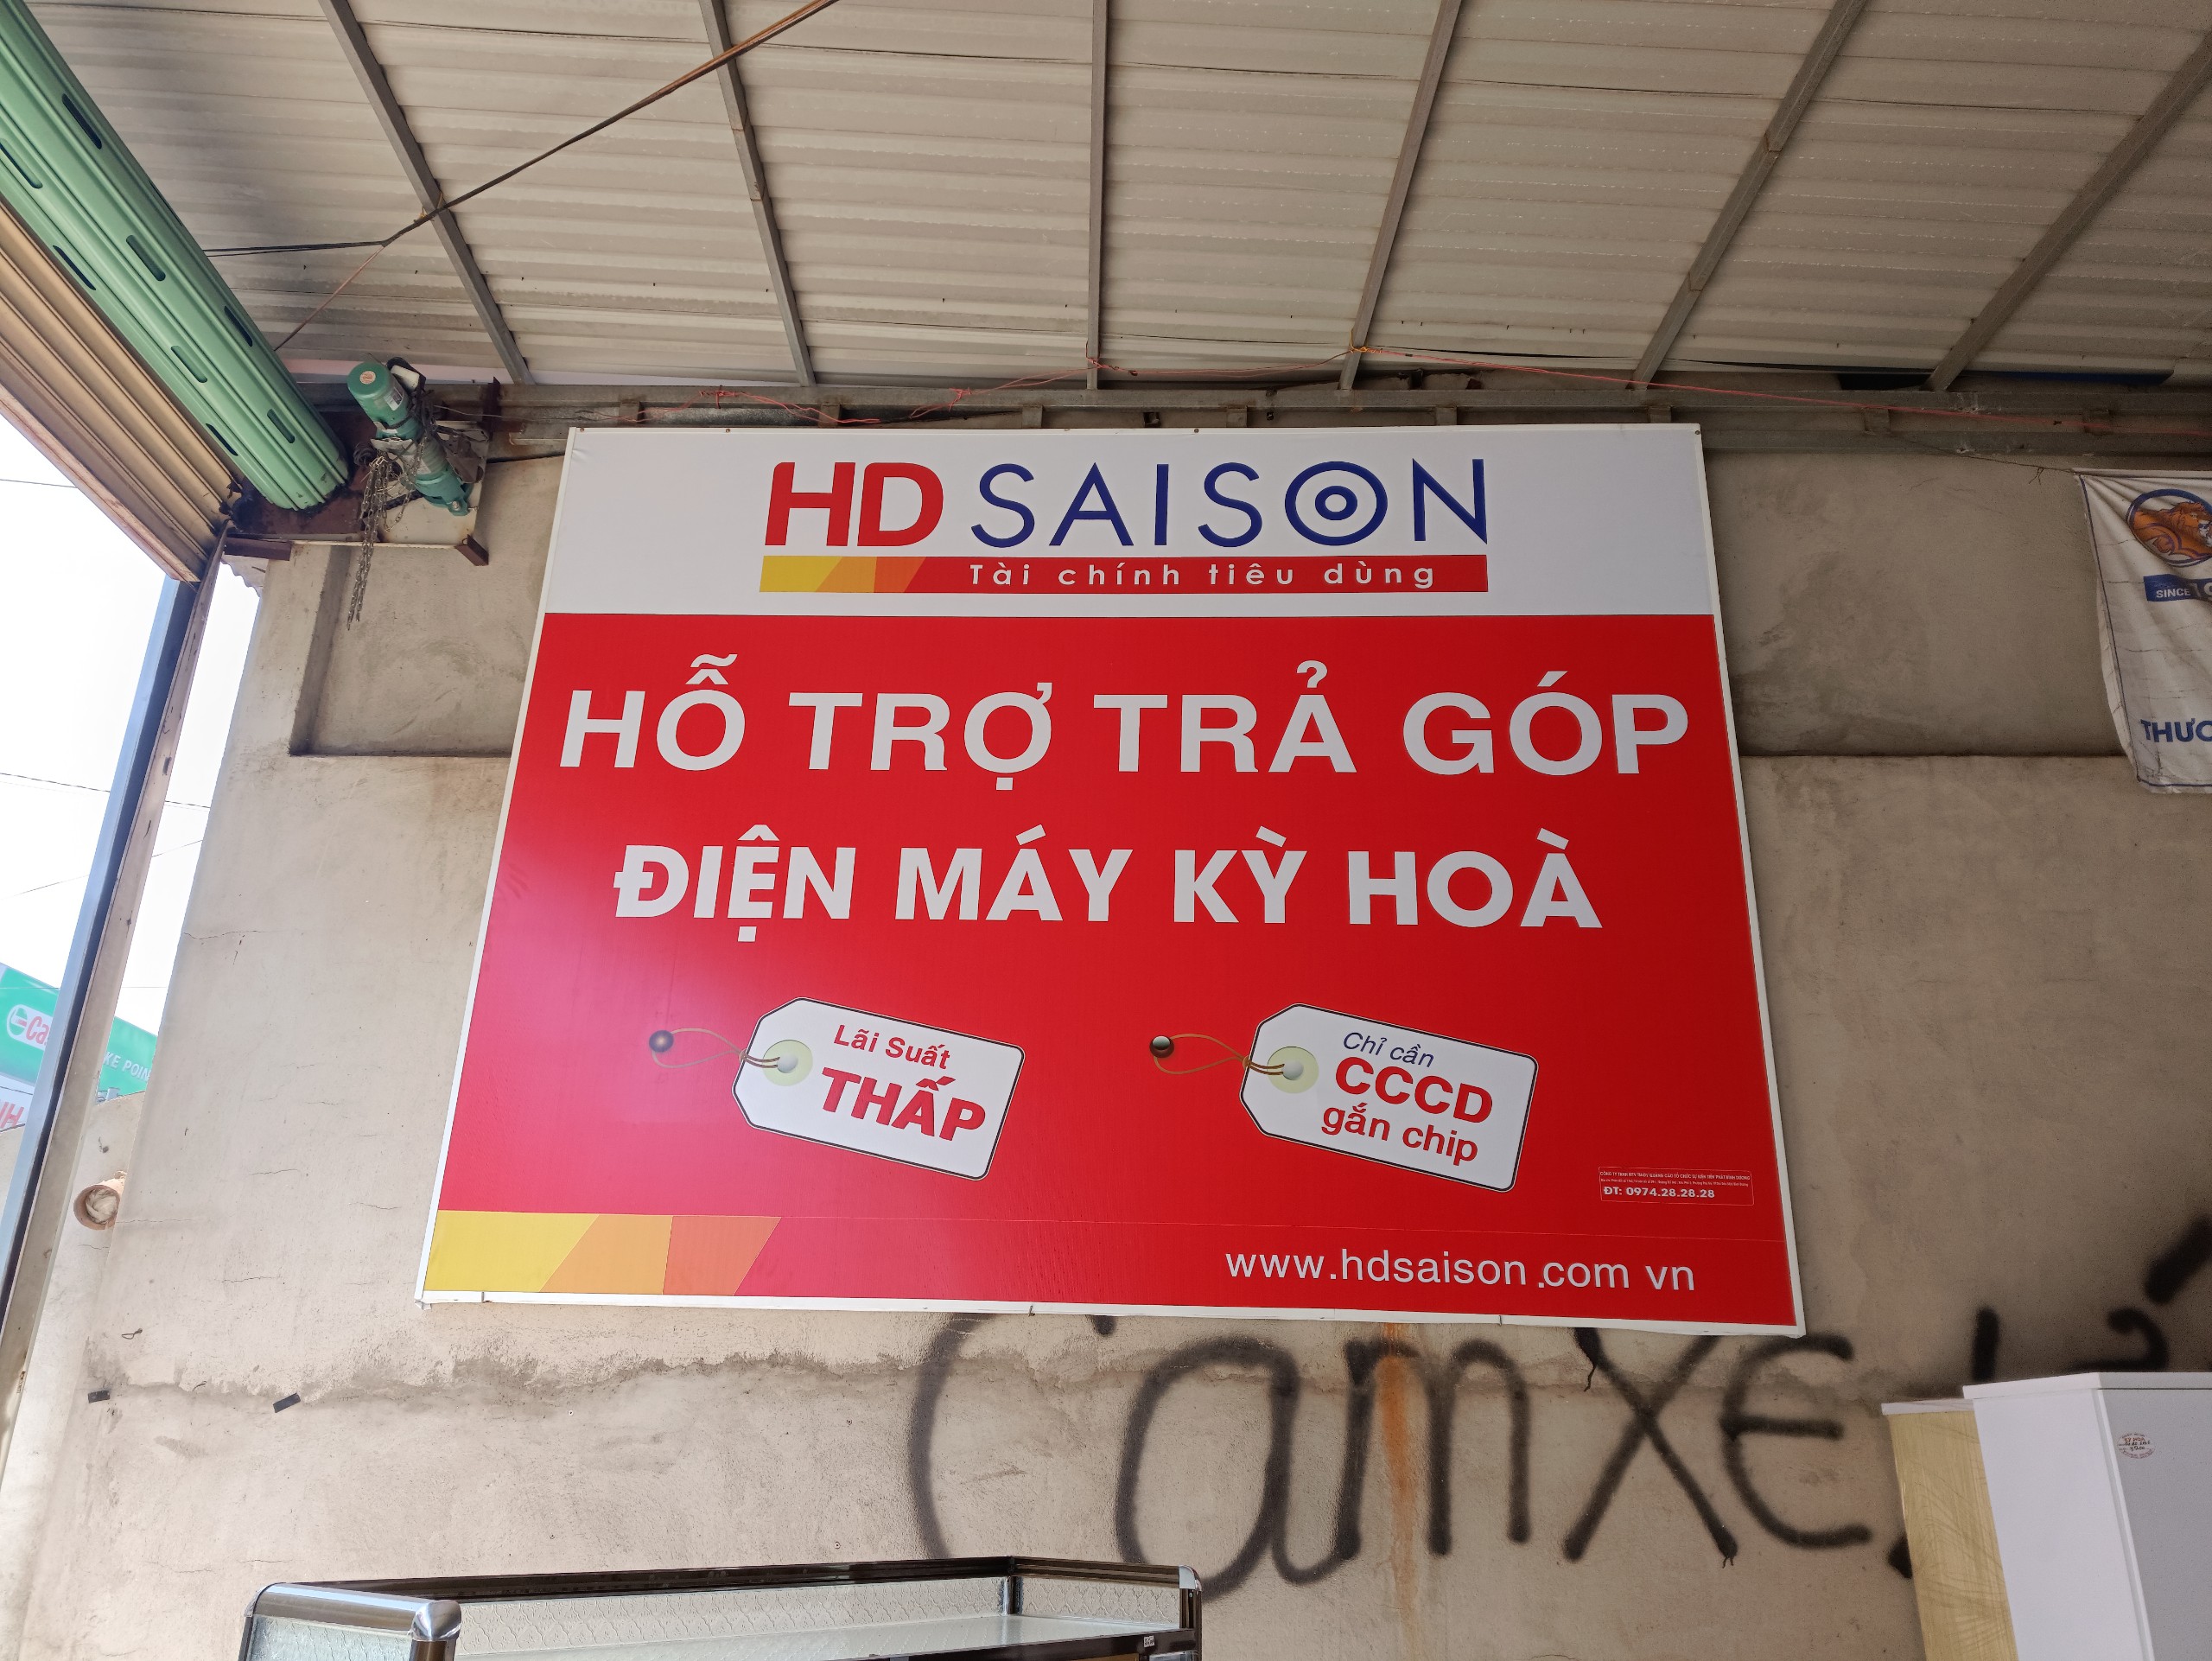 HD SAISON
Tài chính tiêu dùng
HỖ TRỢ TRẢ GÓP
ĐIỆN MÁY KỲ HOÀ
Lãi Suất
THẤP
Chỉ cần
CCCD
gắn chip
ĐT: 0974.28.28.28
www.hdsaison.com vn
CamXE
SINCE